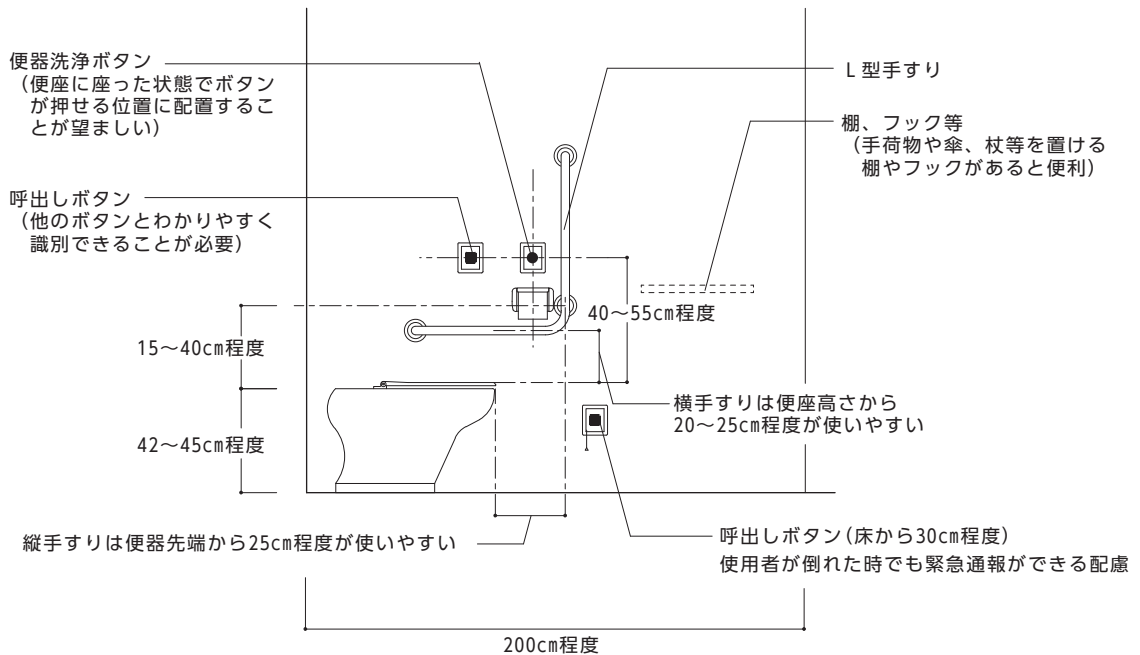 便器洗浄ボタン
（便座に座った状態でボタン
が押せる位置に配置するこ
とが望ましい）
L型手すり
棚、フック等
（手荷物や傘、杖等を置ける
棚やフックがあると便利）
呼出しボタン
（他のボタンとわかりやすく
識別できることが必要）
40～55cm程度
15～40cm程度
横手すりは便座高さから
20～25cm程度が使いやすい
42～45cm程度
縦手すりは便器先端から25cm程度が使いやすい
呼出しボタン（床から30cm程度）
使用者が倒れた時でも緊急通報ができる配慮
200cm程度